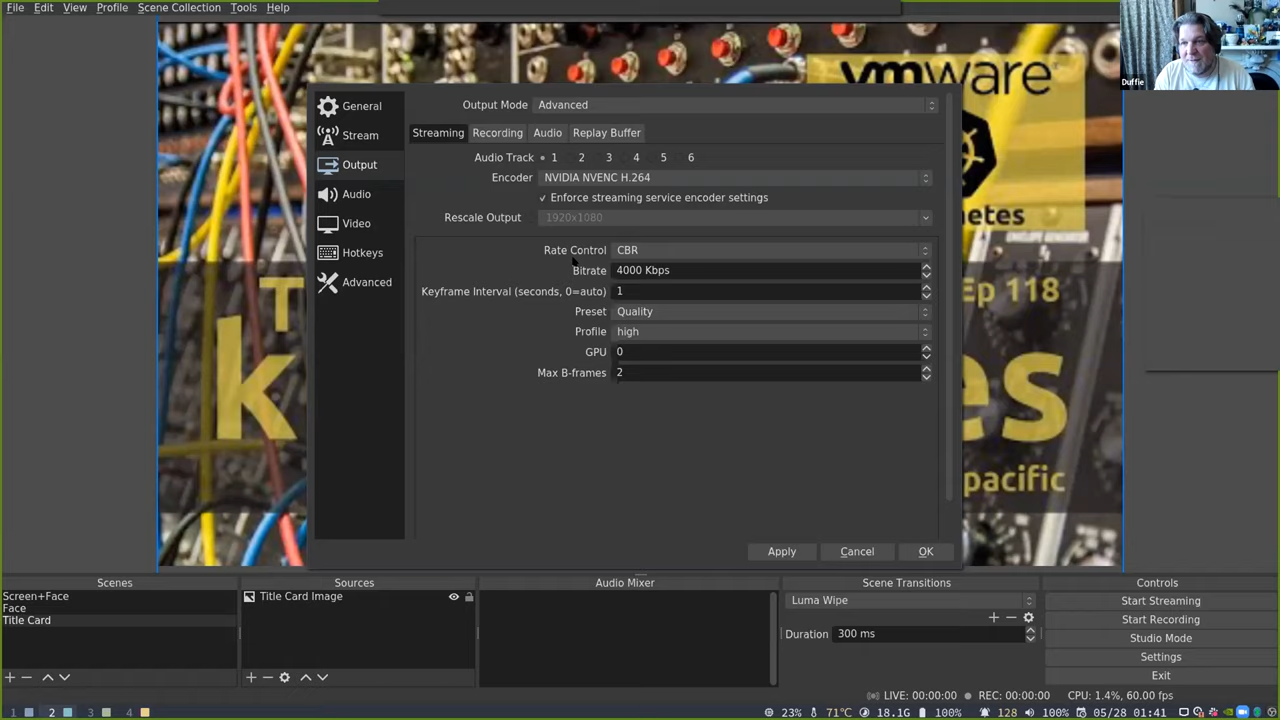 File Edit View Profile Scene Collection Tools Help
Duffie
vmware
General
Stream
Output
Audio
Video
Hotkeys
Advanced
Output Mode Advanced
Streaming Recording Audio Replay Buffer
Audio Track 1 2 3 4 5 6
Encoder NVIDIA NVENC H.264
✓ Enforce streaming service encoder settings
Rescale Output 1920x1080
Rate Control CBR
Bitrate 4000 Kbps
Keyframe Interval (seconds, 0=auto) 1
Preset Quality
Profile high
GPU 0
Max B-frames 2
Apply Cancel OK
netes
T
Ep 118
k
es
pacific
Scenes
Screen+Face
Face
Title Card
Sources
Title Card Image
Audio Mixer
Scene Transitions
Luma Wipe
Duration 300 ms
Controls
Start Streaming
Start Recording
Studio Mode
Settings
Exit
LIVE: 00:00:00 REC: 00:00:00 CPU: 1.4%, 60.00 fps
1 2 3 4 23% 71°C 18.1G 100% 128 100% 05/28 01:41